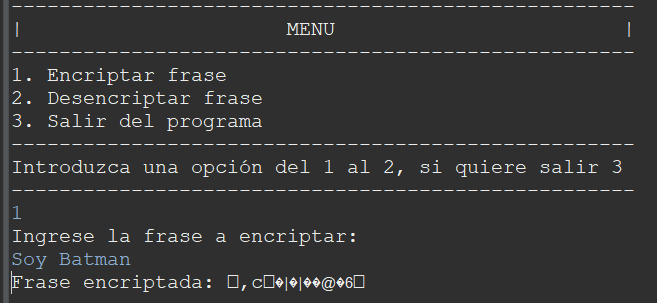 ----------------------------------------------------
| MENU |
----------------------------------------------------
1. Encriptar frase
2. Desencriptar frase
3. Salir del programa
----------------------------------------------------
Introduzca una opción del 1 al 2, si quiere salir 3
----------------------------------------------------
1
Ingrese la frase a encriptar:
Soy Batman
Frase encriptada: □,c□�|�|��@�6□